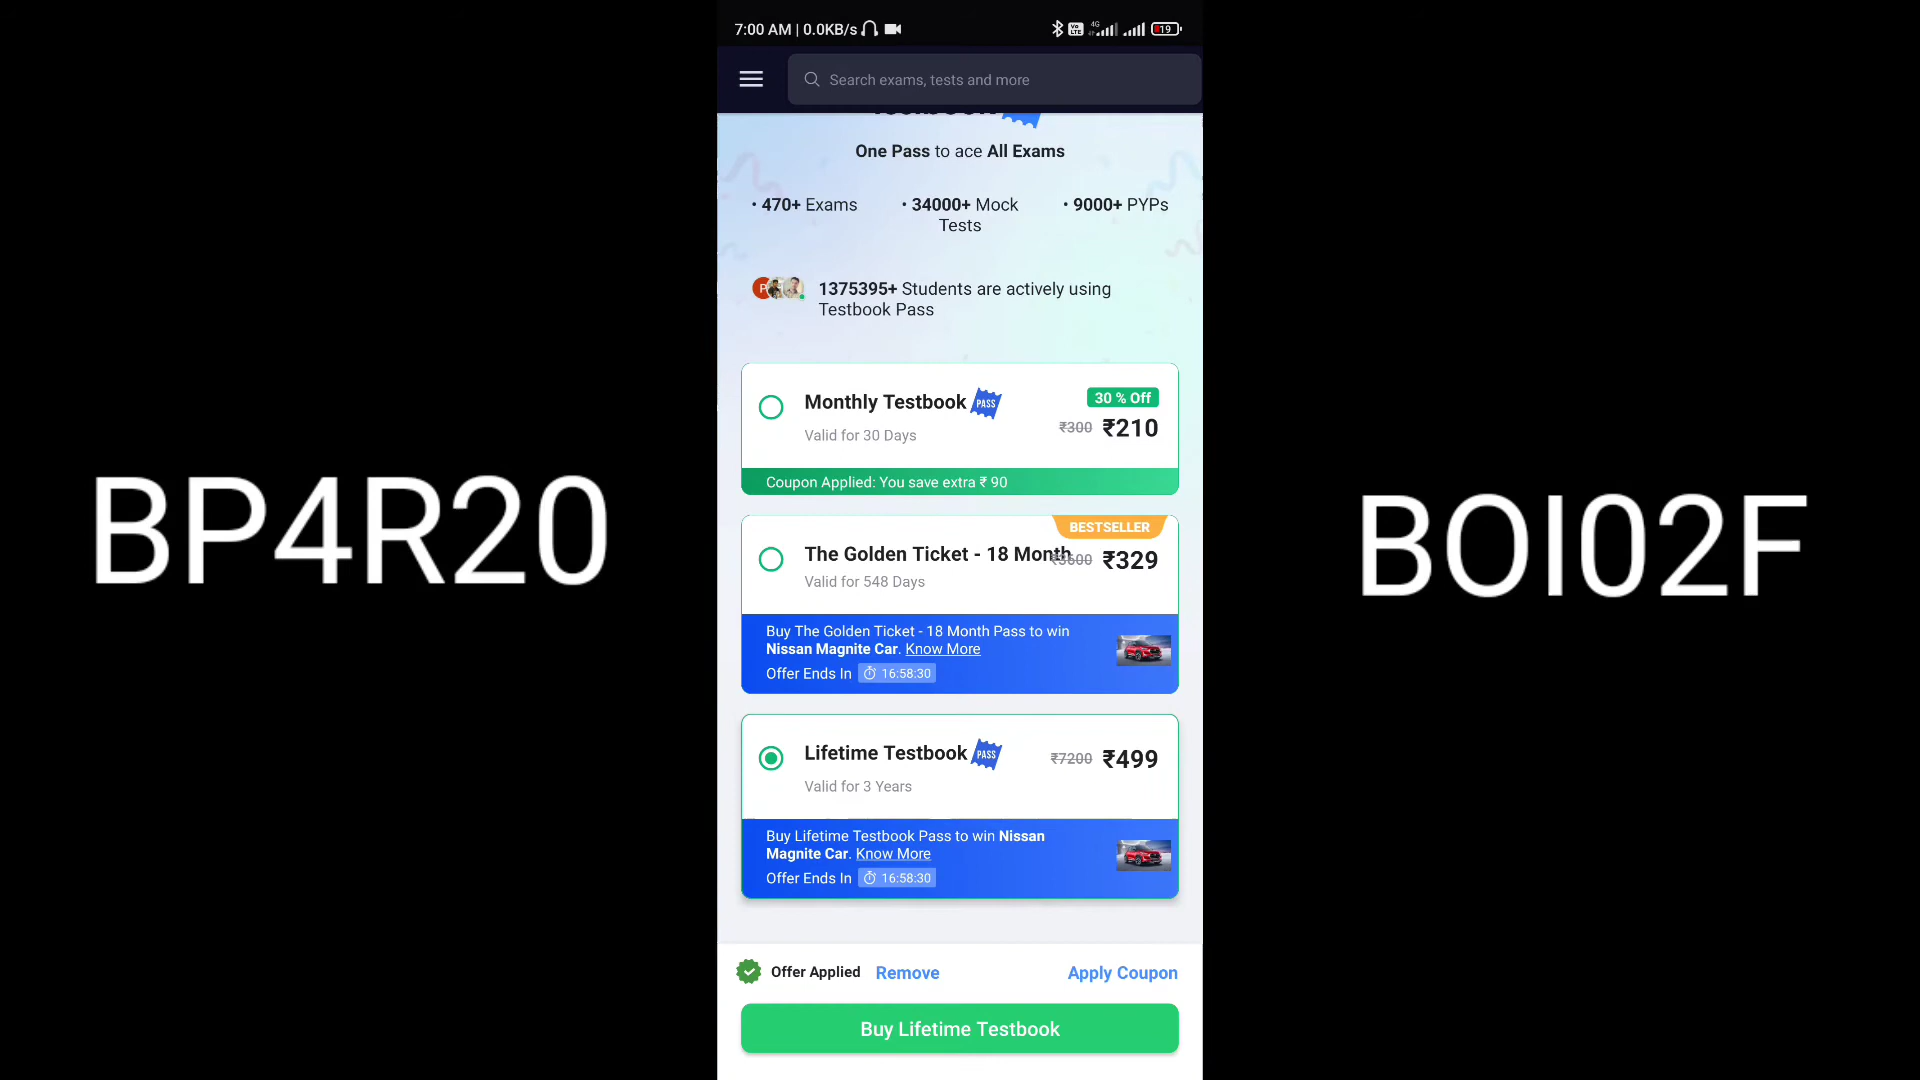 7:00 AM | 0.0KB/s
4G
19
Search exams, tests and more
One Pass to ace All Exams
• 470+ Exams
• 34000+ Mock Tests
• 9000+ PYPs
1375395+ Students are actively using
Testbook Pass
Monthly Testbook PASS
30 % Off
₹300 ₹210
Valid for 30 Days
Coupon Applied: You save extra ₹ 90
BESTSELLER
The Golden Ticket - 18 Month
₹3600 ₹329
Valid for 548 Days
Buy The Golden Ticket - 18 Month Pass to win
Nissan Magnite Car. Know More
Offer Ends In 16:58:30
Lifetime Testbook PASS
₹7200 ₹499
Valid for 3 Years
Buy Lifetime Testbook Pass to win Nissan
Magnite Car. Know More
Offer Ends In 16:58:30
Offer Applied Remove
Apply Coupon
Buy Lifetime Testbook
BP4R20
BOI02F